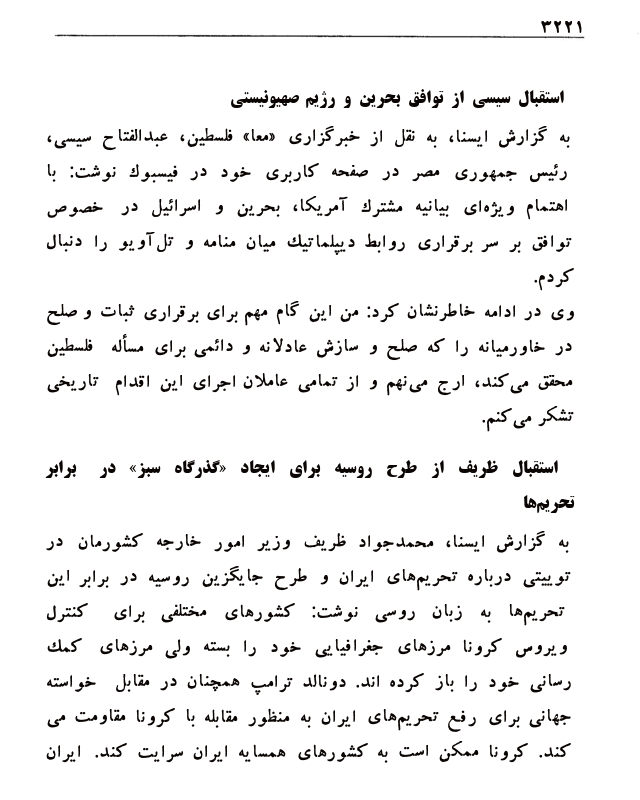 ۳۲۲۱
استقبال سیسی از توافق بحرین و رژیم صهیونیستی
به گزارش ایسنا، به نقل از خبرگزاری «معا» فلسطین، عبدالفتاح سیسی،
رئیس جمهوری مصر در صفحه کاربری خود در فیسبوك نوشت: با
اهتمام ویژه‌ای بیانیه مشترك آمریکا، بحرین و اسرائیل در خصوص
توافق بر سر برقراری روابط دیپلماتیك میان منامه و تل‌آویو را دنبال
کردم.
وی در ادامه خاطرنشان کرد: من این گام مهم برای برقراری ثبات و صلح
در خاورمیانه را که صلح و سازش عادلانه و دائمی برای مسأله فلسطین
محقق می‌کند، ارج می‌نهم و از تمامی عاملان اجرای این اقدام تاریخی
تشکر می‌کنم.
استقبال ظریف از طرح روسیه برای ایجاد «گذرگاه سبز» در برابر
تحریم‌ها
به گزارش ایسنا، محمدجواد ظریف وزیر امور خارجه کشورمان در
توییتی درباره تحریم‌های ایران و طرح جایگزین روسیه در برابر این
تحریم‌ها به زبان روسی نوشت: کشورهای مختلفی برای کنترل
ویروس کرونا مرزهای جغرافیایی خود را بسته ولی مرزهای کمك
رسانی خود را باز کرده اند. دونالد ترامپ همچنان در مقابل خواسته
جهانی برای رفع تحریم‌های ایران به منظور مقابله با کرونا مقاومت می
کند. کرونا ممکن است به کشورهای همسایه ایران سرایت کند. ایران